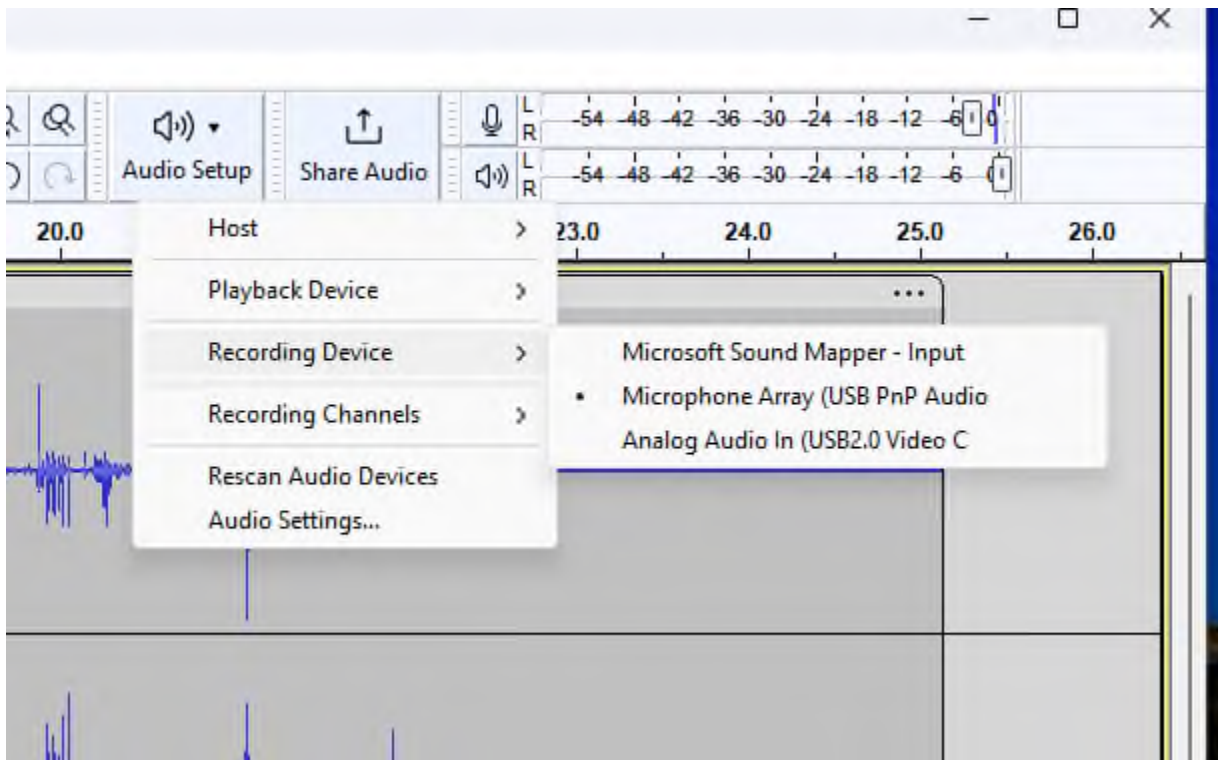 L
R
-54 -48 -42 -36 -30 -24 -18 -12 -6 0
Audio Setup
Share Audio
L
R
-54 -48 -42 -36 -30 -24 -18 -12 -6
20.0 23.0 24.0 25.0 26.0
Host
Playback Device
Recording Device
Microsoft Sound Mapper - Input
Microphone Array (USB PnP Audio
Recording Channels
Analog Audio In (USB2.0 Video C
Rescan Audio Devices
Audio Settings...